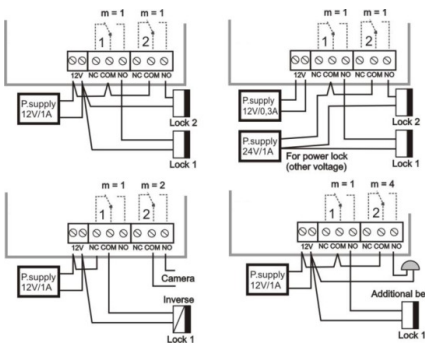 m = 1 m = 1
1 2
12V NC COM NO NC COM NO
P.supply
12V/1A
Lock 2
Lock 1
m = 1 m = 1
1 2
12V NC COM NO NC COM NO
P.supply
12V/0,3A
P.supply
24V/1A
For power lock
(other voltage)
Lock 2
Lock 1
m = 1 m = 2
1 2
12V NC COM NO NC COM NO
P.supply
12V/1A
Camera
Inverse
Lock 1
m = 1 m = 4
1 2
12V NC COM NO NC COM NO
P.supply
12V/1A
Additional be
Lock 1